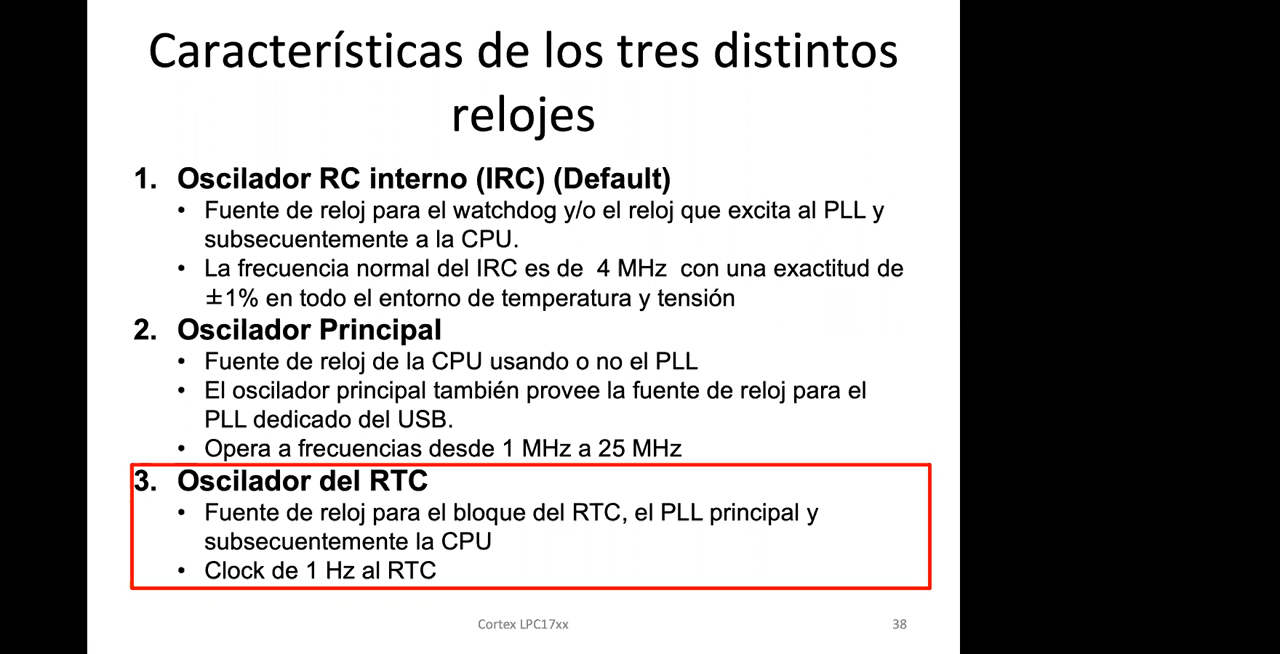 Características de los tres distintos
relojes
1. Oscilador RC interno (IRC) (Default)
• Fuente de reloj para el watchdog y/o el reloj que excita al PLL y
subsecuentemente a la CPU.
• La frecuencia normal del IRC es de 4 MHz con una exactitud de
±1% en todo el entorno de temperatura y tensión
2. Oscilador Principal
• Fuente de reloj de la CPU usando o no el PLL
• El oscilador principal también provee la fuente de reloj para el
PLL dedicado del USB.
• Opera a frecuencias desde 1 MHz a 25 MHz
3. Oscilador del RTC
• Fuente de reloj para el bloque del RTC, el PLL principal y
subsecuentemente la CPU
• Clock de 1 Hz al RTC
Cortex LPC17xx
38